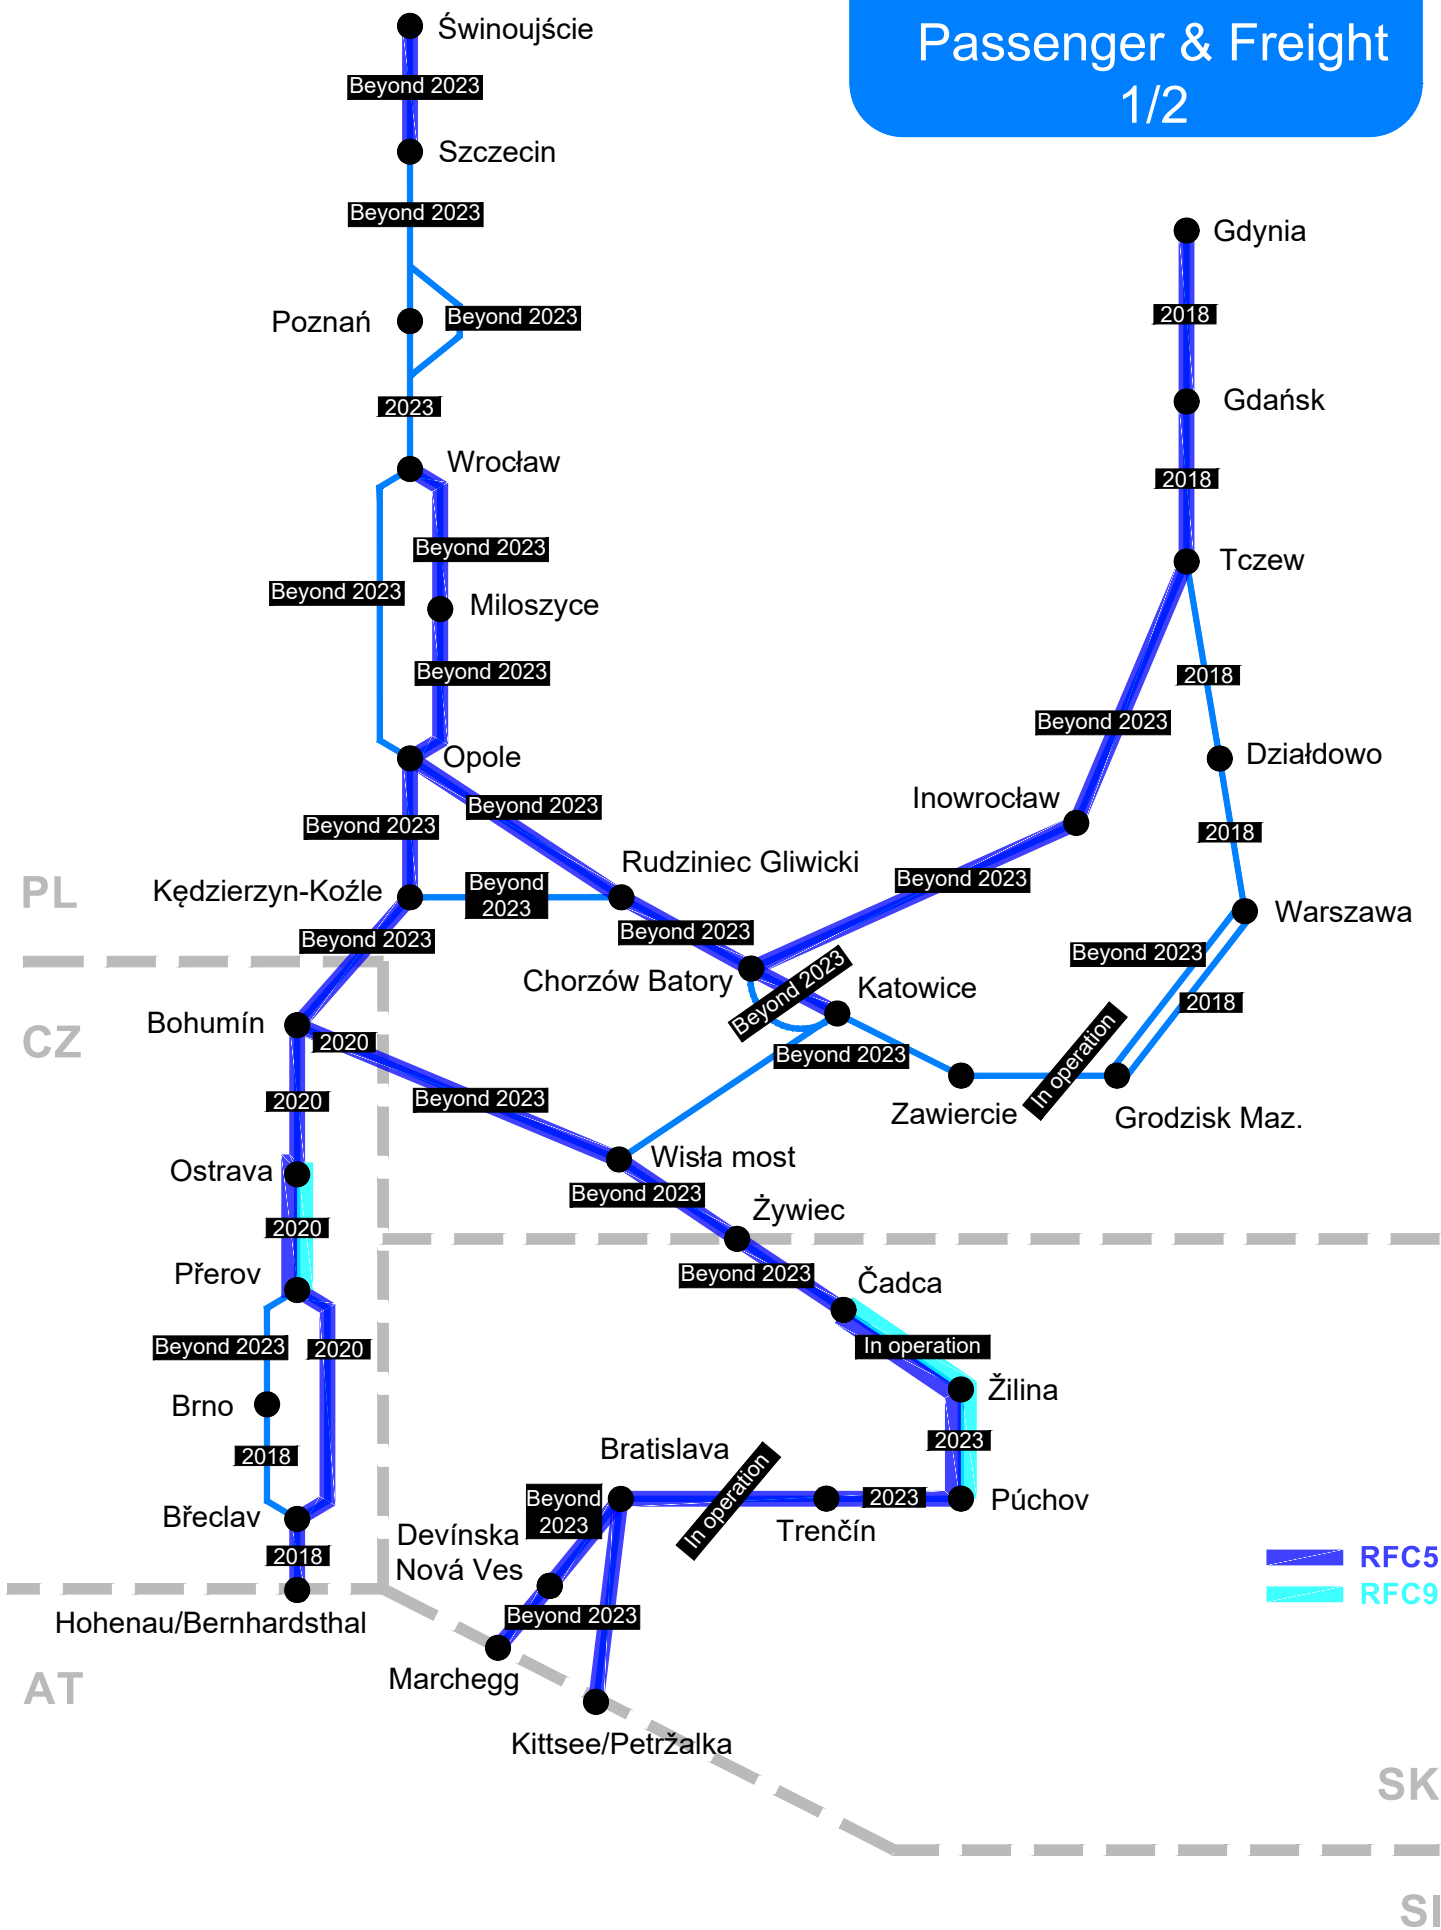 Passenger & Freight
1/2
Świnoujście
Beyond 2023
Szczecin
Beyond 2023
Gdynia
Poznań
Beyond 2023
2018
2023
Gdańsk
Wrocław
2018
Beyond 2023
Tczew
Beyond 2023
Miloszyce
Beyond 2023
2018
Beyond 2023
Opole
Działdowo
Beyond 2023
Inowrocław
Beyond 2023
2018
Rudziniec Gliwicki
PL
Kędzierzyn-Koźle
Beyond
2023
Beyond 2023
Warszawa
Beyond 2023
Beyond 2023
Beyond 2023
Chorzów Batory
Beyond 2023
Katowice
2018
CZ
Bohumín
2020
Beyond 2023
In operation
2020
Beyond 2023
Zawiercie
Grodzisk Maz.
Ostrava
Wisła most
Beyond 2023
Żywiec
2020
Přerov
Beyond 2023
Čadca
Beyond 2023
2020
In operation
Brno
Žilina
2018
Bratislava
2023
In operation
Beyond
2023
2023
Púchov
Břeclav
Trenčín
Devínska
Nová Ves
2018
RFC5
RFC9
Hohenau/Bernhardsthal
Beyond 2023
AT
Marchegg
Kittsee/Petržalka
SK
SI